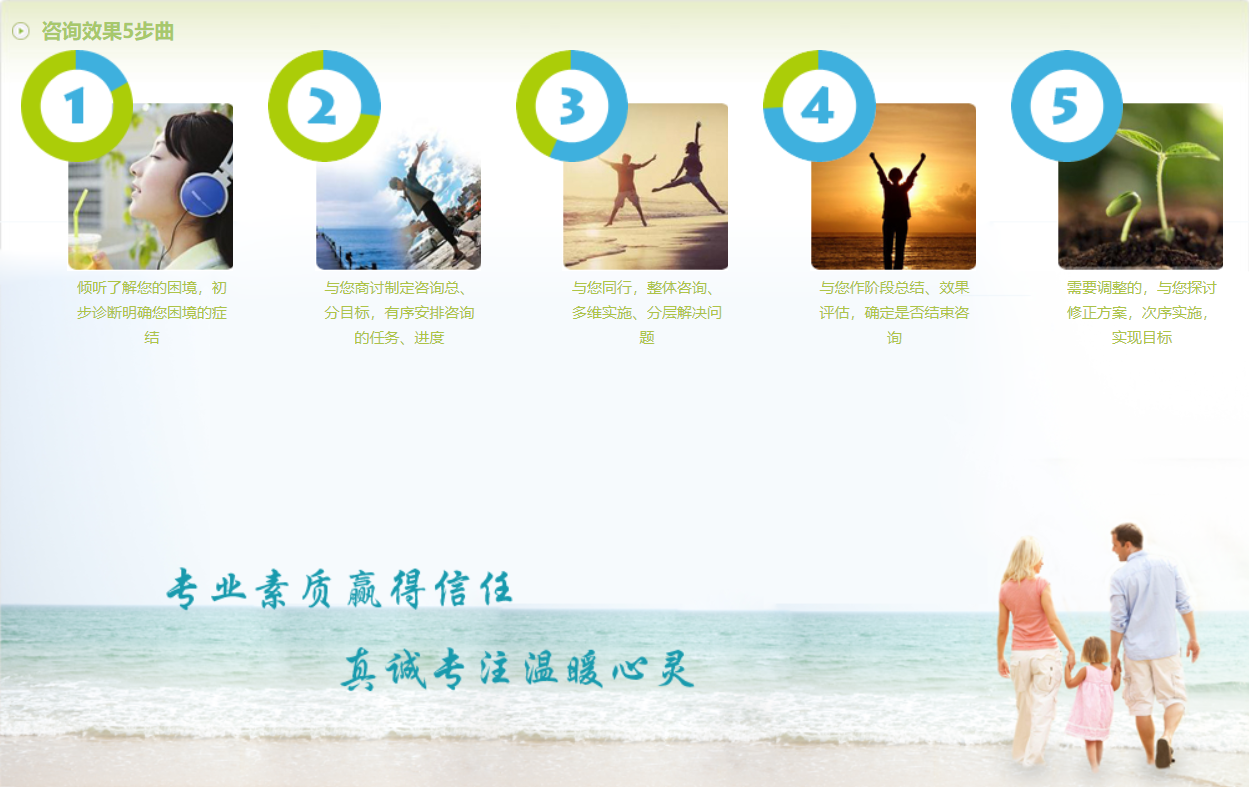 咨询效果5步曲
1
2
3
4
5
倾听了解您的困境，初
步诊断明确您困境的症
结
与您商讨制定咨询总、
分目标，有序安排咨询
的任务、进度
与您同行，整体咨询、
多维实施、分层解决问
题
与您作阶段总结、效果
评估，确定是否结束咨
询
需要调整的，与您探讨
修正方案，次序实施，
实现目标
专业素质赢得信任
真诚专注温暖心灵